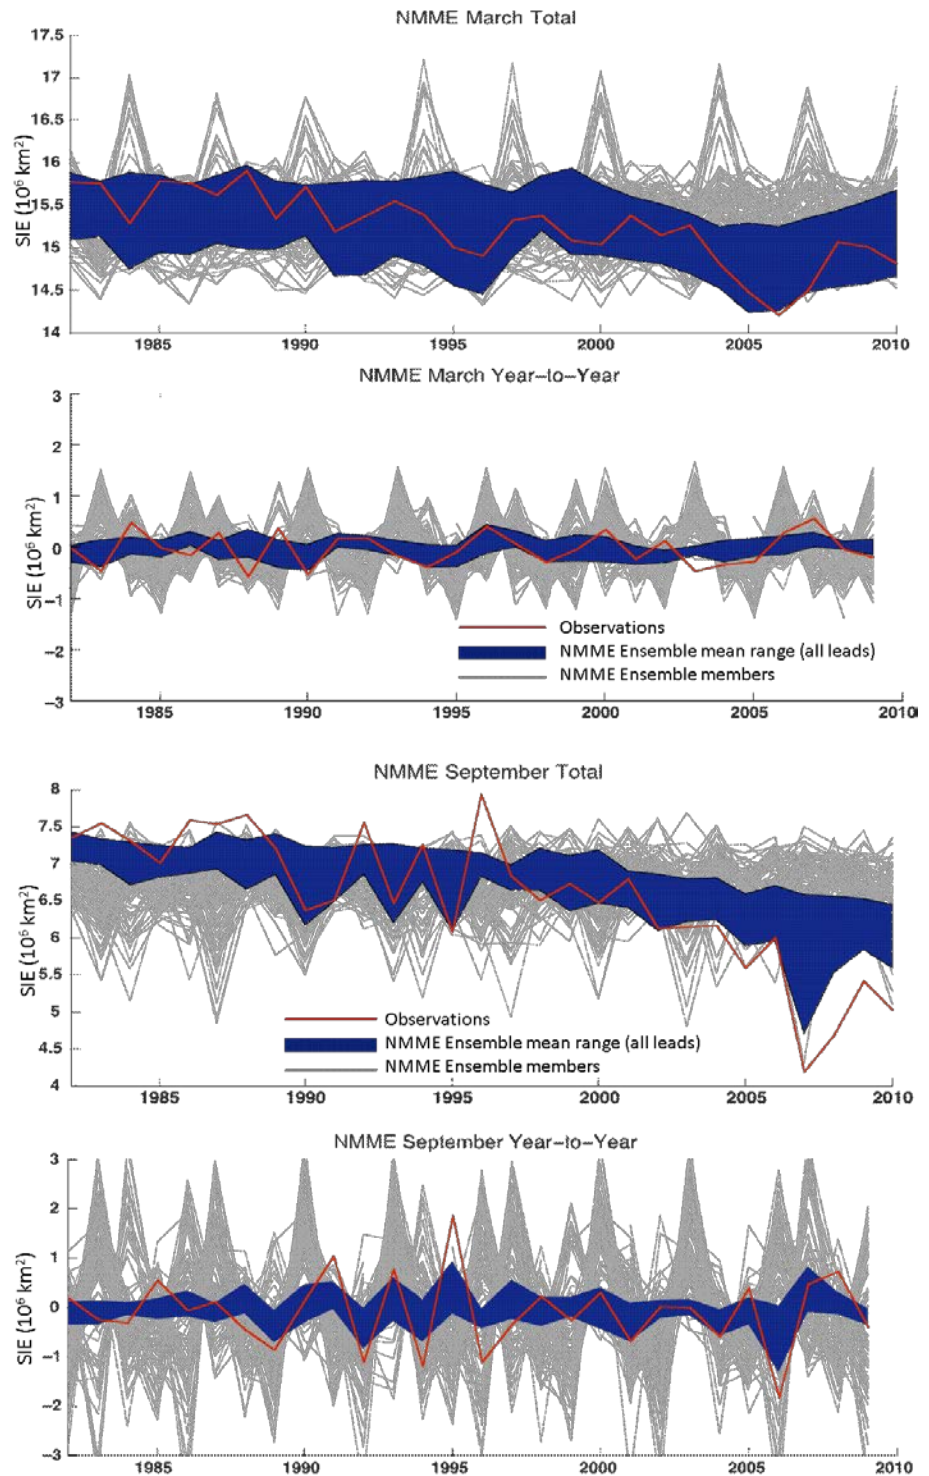 NMME March Total
17.5
17
16.5
16
15.5
15
14.5
14
SIE (10⁶ km²)
1985 1990 1995 2000 2005 2010
NMME March Year-to-Year
3
2
1
0
-1
-2
-3
SIE (10⁶ km²)
Observations
NMME Ensemble mean range (all leads)
NMME Ensemble members
1985 1990 1995 2000 2005 2010
NMME September Total
8
7.5
7
6.5
6
5.5
5
4.5
4
SIE (10⁶ km²)
Observations
NMME Ensemble mean range (all leads)
NMME Ensemble members
1985 1990 1995 2000 2005 2010
NMME September Year-to-Year
3
2
1
0
-1
-2
-3
SIE (10⁶ km²)
1985 1990 1995 2000 2005 2010